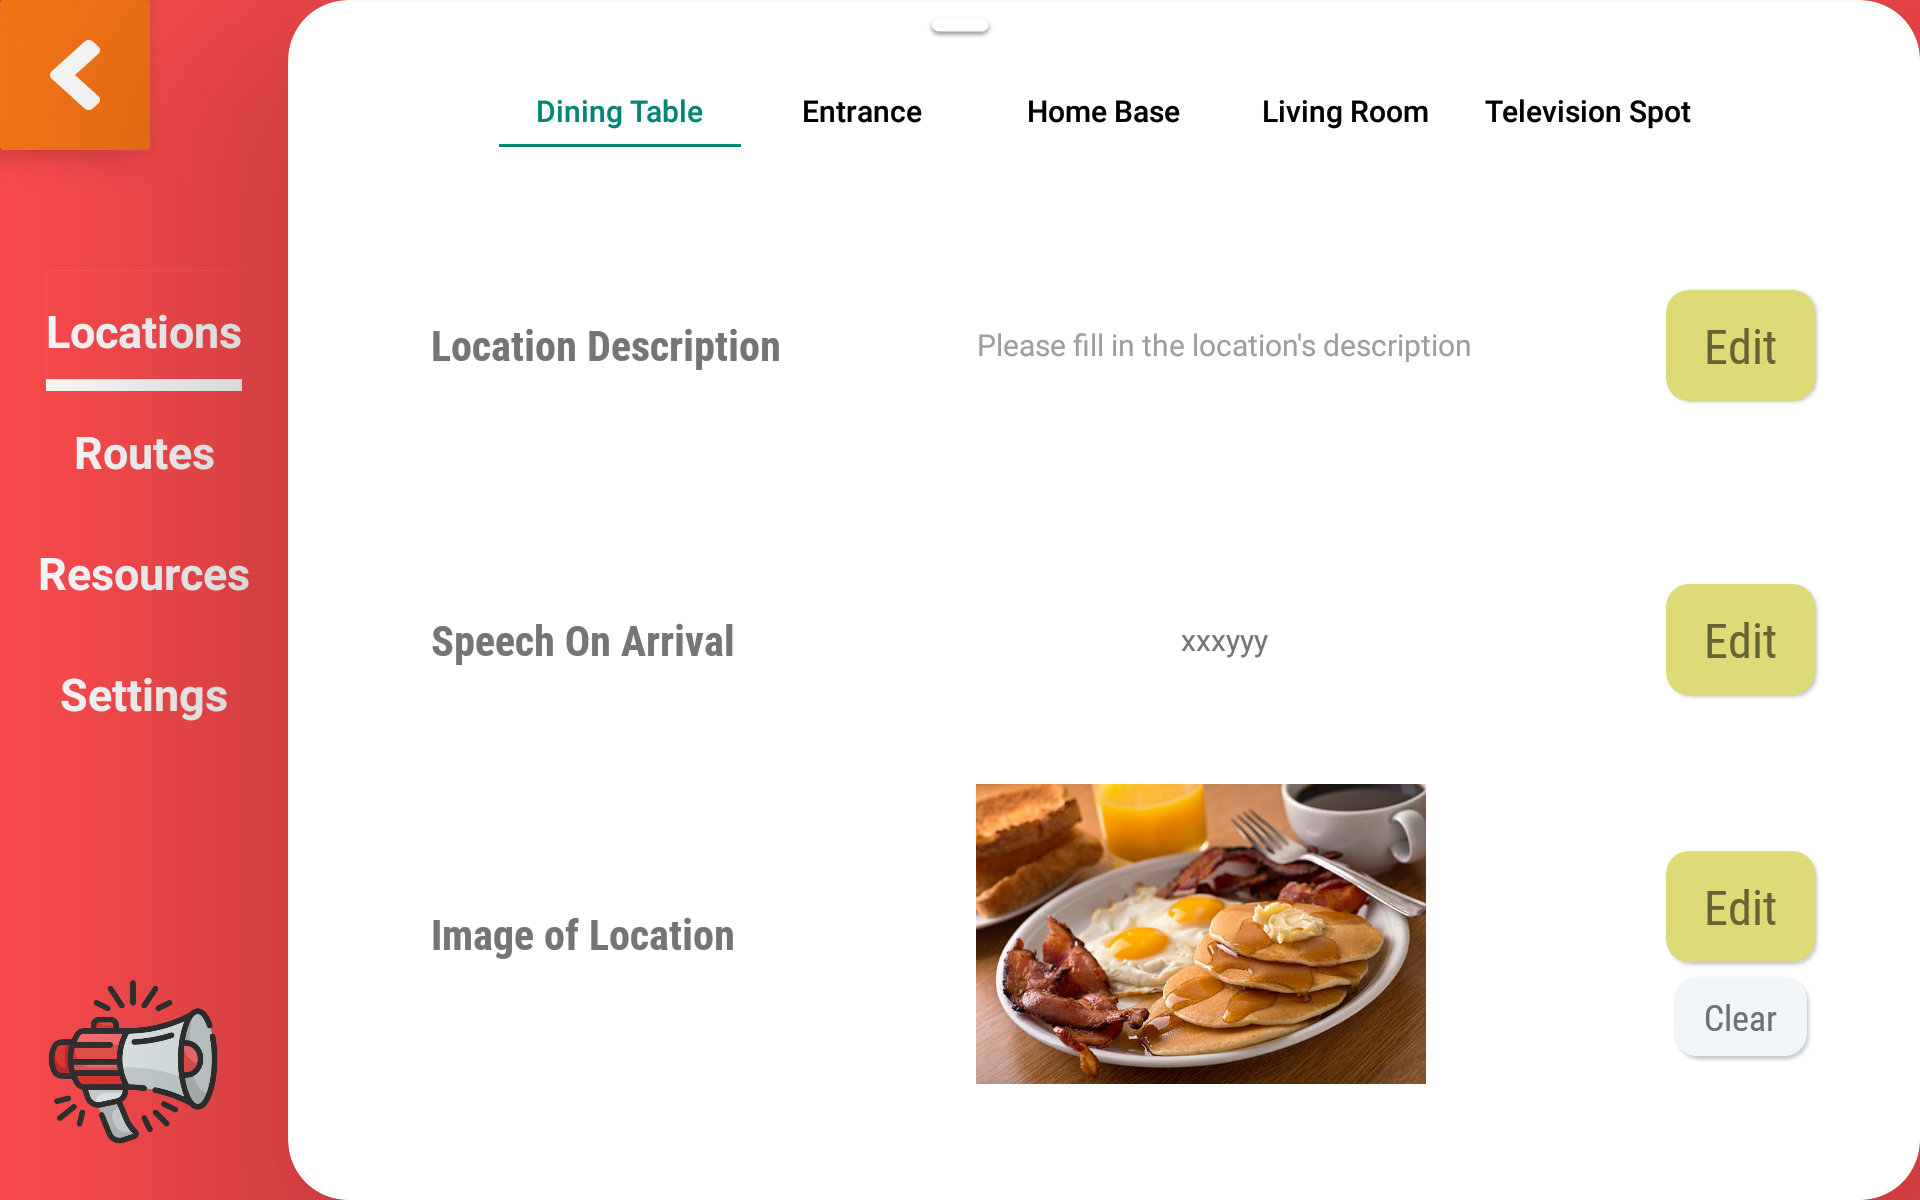 Dining Table
Entrance
Home Base
Living Room
Television Spot
Locations
Routes
Resources
Settings
Location Description
Please fill in the location's description
Edit
Speech On Arrival
xxxyyy
Edit
Image of Location
Edit
Clear